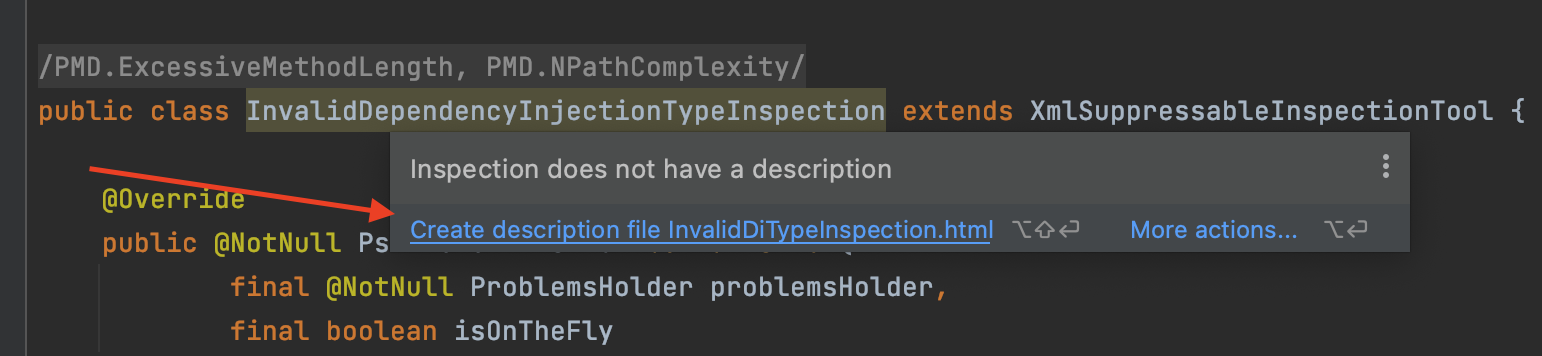 /PMD.ExcessiveMethodLength, PMD.NPathComplexity/
public class InvalidDependencyInjectionTypeInspection extends XmlSuppressableInspectionTool {
Inspection does not have a description
@Override
Create description file InvalidDiTypeInspection.html ⌥⇧⏎ More actions... ⌥⏎
public @NotNull Ps
final @NotNull ProblemsHolder problemsHolder,
final boolean isOnTheFly